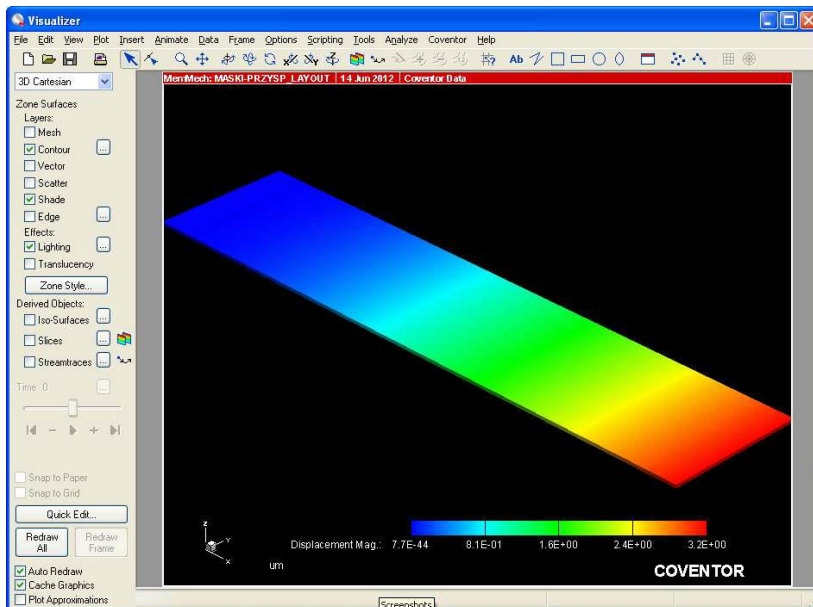 Visualizer
File Edit View Plot Insert Animate Data Frame Options Scripting Tools Analyze Coventor Help
Ab
3D Cartesian
MemMech: MASKI-PRZYSP_LAYOUT | 14 Jun 2012 | Coventor Data
Zone Surfaces
Layers:
Mesh
Contour ...
Vector
Scatter
Shade
Edge ...
Effects:
Lighting ...
Translucency
Zone Style...
Derived Objects:
Iso-Surfaces ...
Slices ...
Streamtraces ...
Time: 0 ...
Snap to Paper
Snap to Grid
Quick Edit...
Redraw All
Redraw Frame
Auto Redraw
Cache Graphics
Plot Approximations
Z
Y
X
um
Displacement Mag.: 7.7E-44 8.1E-01 1.6E+00 2.4E+00 3.2E+00
COVENTOR
Screenshots